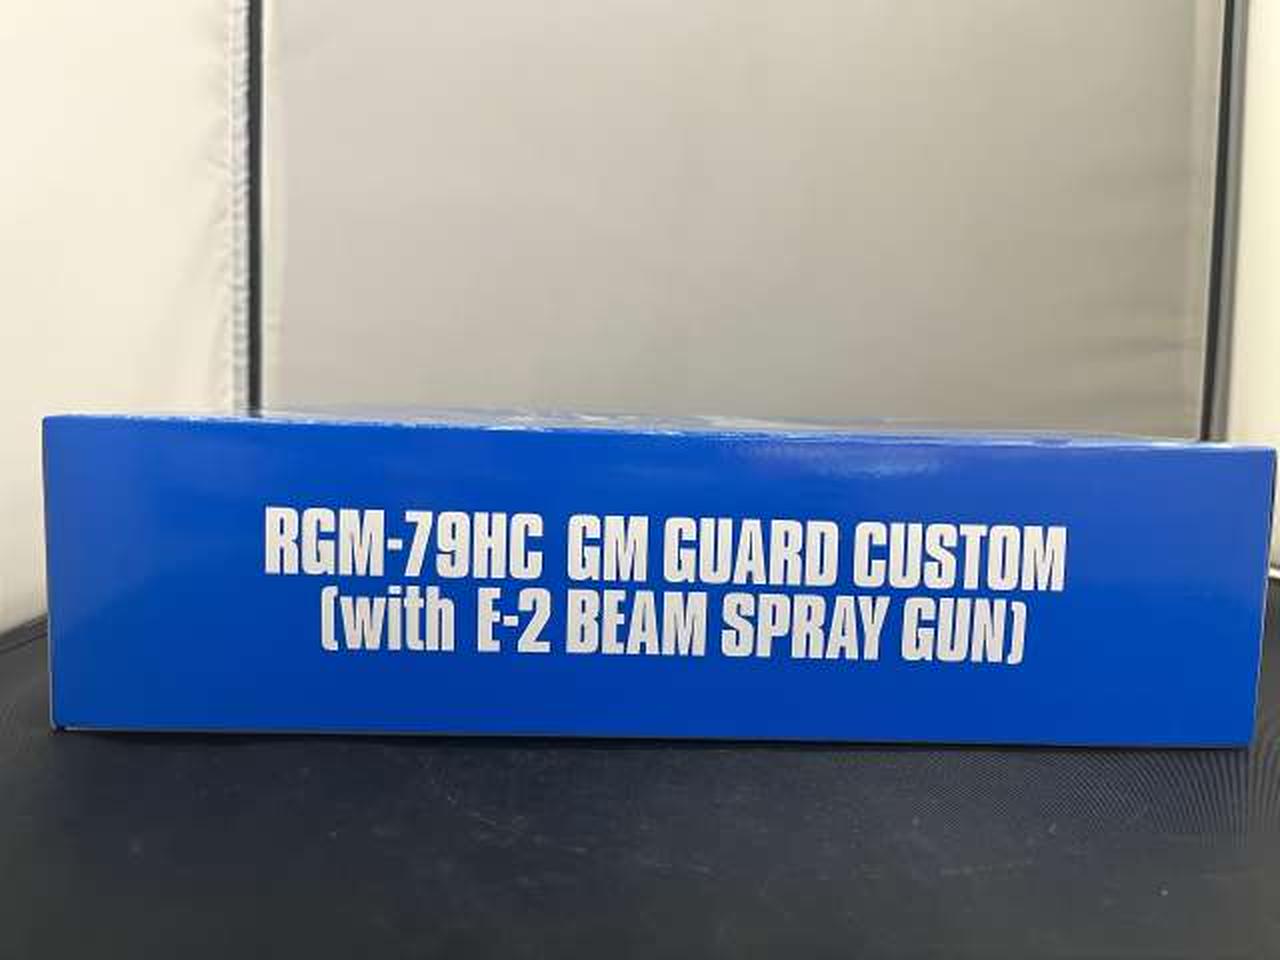 RGM-79HC GM GUARD CUSTOM
(with E-2 BEAM SPRAY GUN)